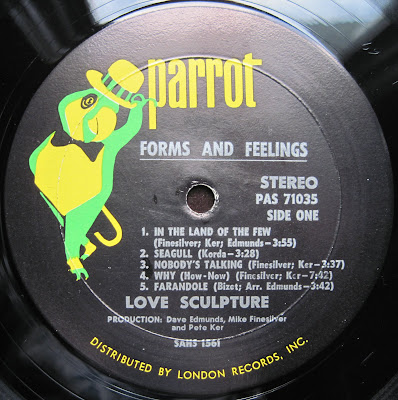 parrot
FORMS AND FEELINGS
STEREO
PAS 71035
SIDE ONE
1. IN THE LAND OF THE FEW
(Finesilver; Ker; Edmunds-3:55)
2. SEAGULL (Korda-3:28)
3. NOBODY'S TALKING (Finesilver; Ker-3:37)
4. WHY (How-Now) (Finesilver; Ker-7:42)
5. FARANDOLE (Bizet; Arr. Edmunds-3:42)
LOVE SCULPTURE
PRODUCTION: Dave Edmunds, Mike Finesilver
and Pete Ker
SAHS 1561
DISTRIBUTED BY LONDON RECORDS, INC.